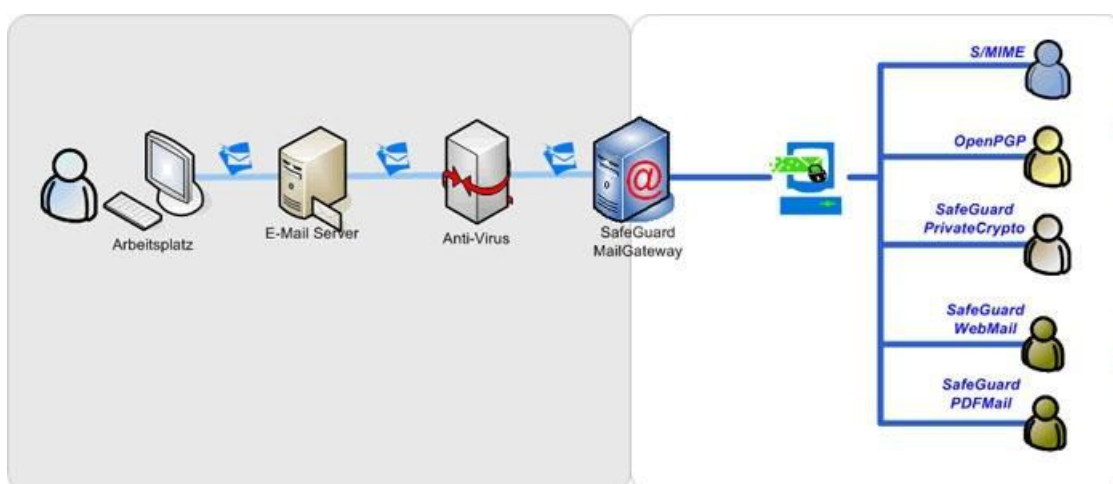 S/MIME
OpenPGP
SafeGuard
PrivateCrypto
SafeGuard
WebMail
SafeGuard
PDFMail
Arbeitsplatz
E-Mail Server
Anti-Virus
SafeGuard
MailGateway
@